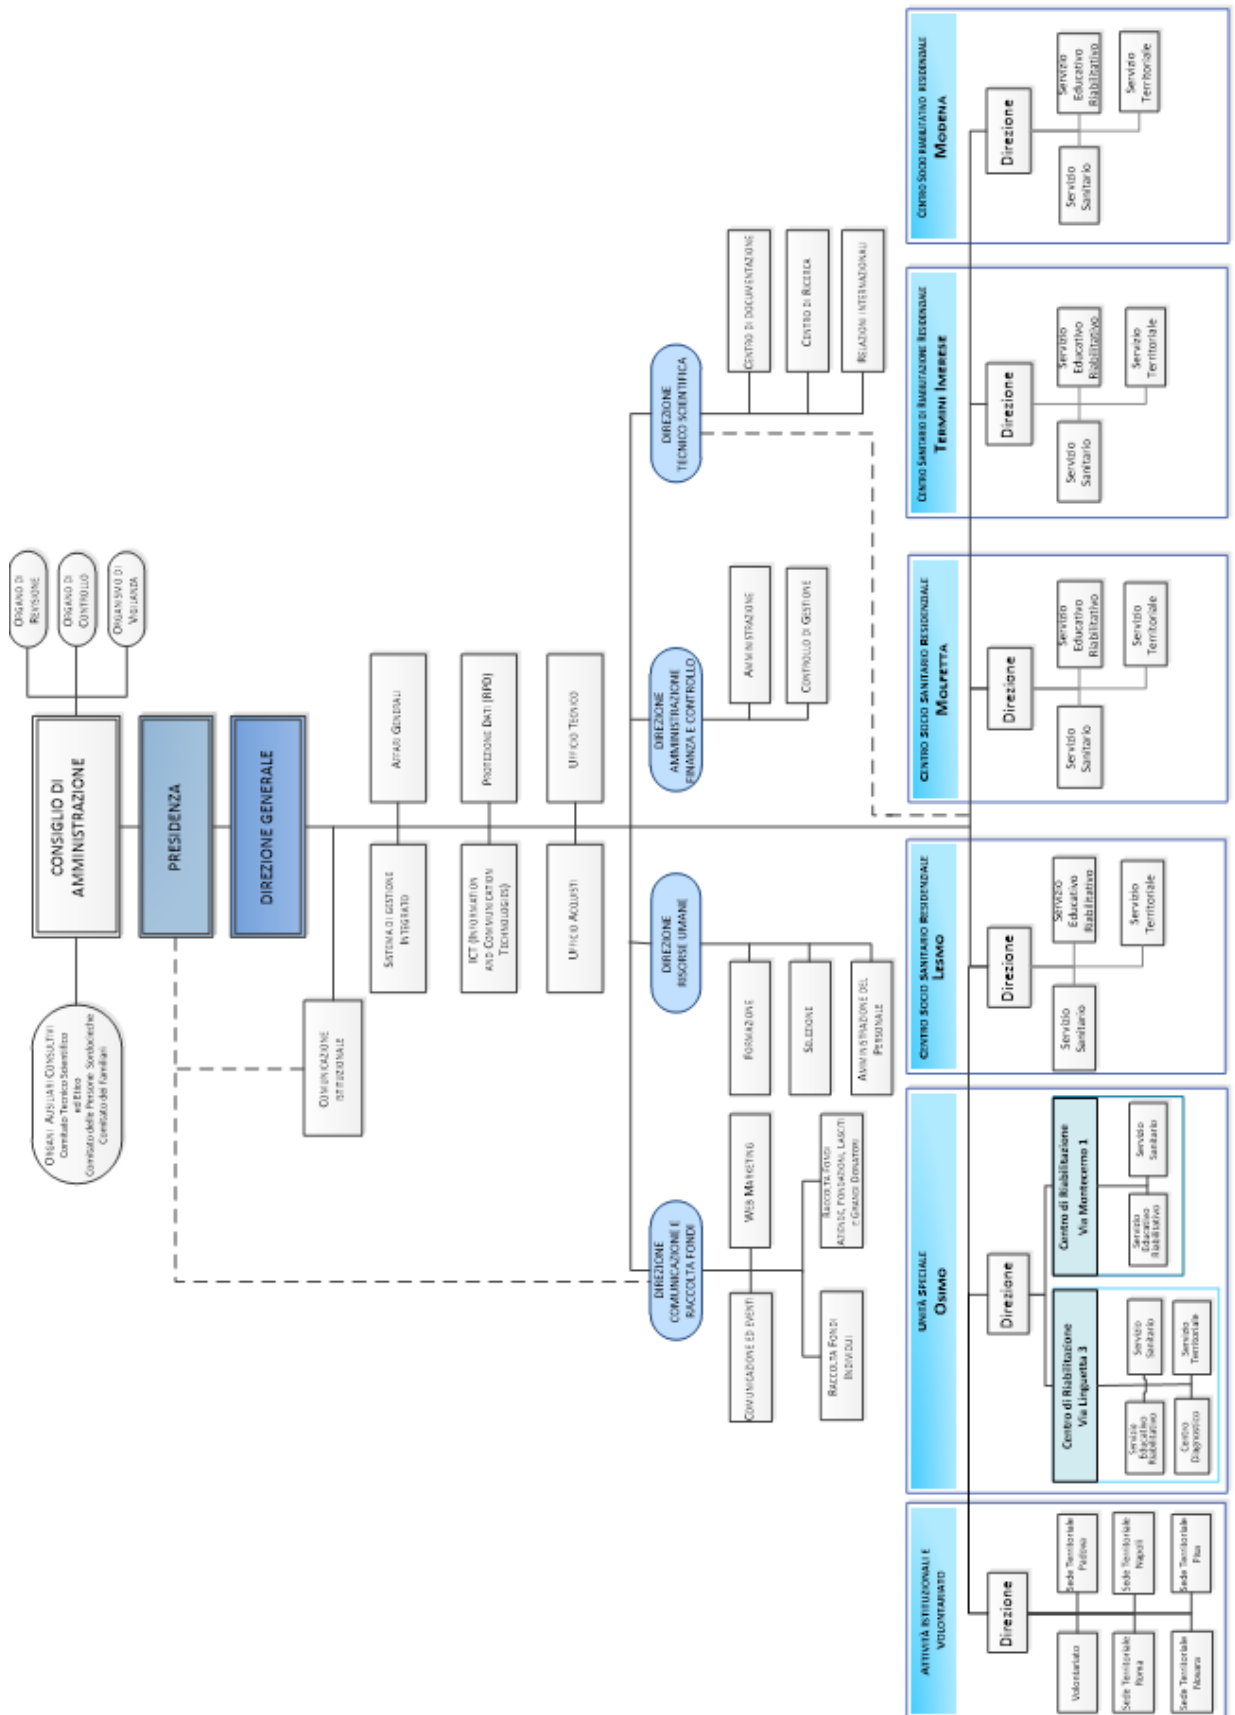 ORGANI AUSILIARI CONSULTIVI
Comitato Tecnico Scientifico
ed Etico
Comitato delle Persone Sordocieche
Comitato dei Familiari
CONSIGLIO DI
AMMINISTRAZIONE
ORGANO DI
REVISIONE
ORGANO DI
CONTROLLO
ORGANISMO DI
VIGILANZA
PRESIDENZA
DIREZIONE GENERALE
COMUNICAZIONE
ISTITUZIONALE
SISTEMA DI GESTIONE
INTEGRATO
AFFARI GENERALI
ICT (INFORMATION
AND COMMUNICATION
TECHNOLOGIES)
PROTEZIONE DATI (RPD)
UFFICIO ACQUISTI
UFFICIO TECNICO
DIREZIONE
COMUNICAZIONE E
RACCOLTA FONDI
COMUNICAZIONE ED EVENTI
WEB MARKETING
RACCOLTA FONDI
INDIVIDUI
RACCOLTA FONDI
AZIENDE, FONDAZIONI, LASCITI
E GRANDI DONATORI
DIREZIONE
RISORSE UMANE
FORMAZIONE
SELEZIONE
AMMINISTRAZIONE DEL
PERSONALE
DIREZIONE
AMMINISTRAZIONE
FINANZA E CONTROLLO
AMMINISTRAZIONE
CONTROLLO DI GESTIONE
DIREZIONE
TECNICO SCIENTIFICA
CENTRO DI DOCUMENTAZIONE
CENTRO DI RICERCA
RELAZIONI INTERNAZIONALI
ATTIVITÀ ISTITUZIONALI E
VOLONTARIATO
Direzione
Volontariato
Sede Territoriale
Padova
Sede Territoriale
Roma
Sede Territoriale
Napoli
Sede Territoriale
Novara
Sede Territoriale
Pisa
UNITÀ SPECIALE
OSIMO
Direzione
Centro di Riabilitazione
Via Linguetta 3
Servizio
Educativo
Riabilitativo
Servizio
Sanitario
Centro
Diagnostico
Servizio
Territoriale
Centro di Riabilitazione
Via Montecerno 1
Servizio
Educativo
Riabilitativo
Servizio
Sanitario
CENTRO SOCIO SANITARIO RESIDENZIALE
LESMO
Direzione
Servizio
Sanitario
Servizio
Educativo
Riabilitativo
Servizio
Territoriale
CENTRO SOCIO SANITARIO RESIDENZIALE
MOLFETTA
Direzione
Servizio
Sanitario
Servizio
Educativo
Riabilitativo
Servizio
Territoriale
CENTRO SANITARIO DI RIABILITAZIONE RESIDENZIALE
TERMINI IMERESE
Direzione
Servizio
Sanitario
Servizio
Educativo
Riabilitativo
Servizio
Territoriale
CENTRO SOCIO RIABILITATIVO RESIDENZIALE
MODENA
Direzione
Servizio
Sanitario
Servizio
Educativo
Riabilitativo
Servizio
Territoriale